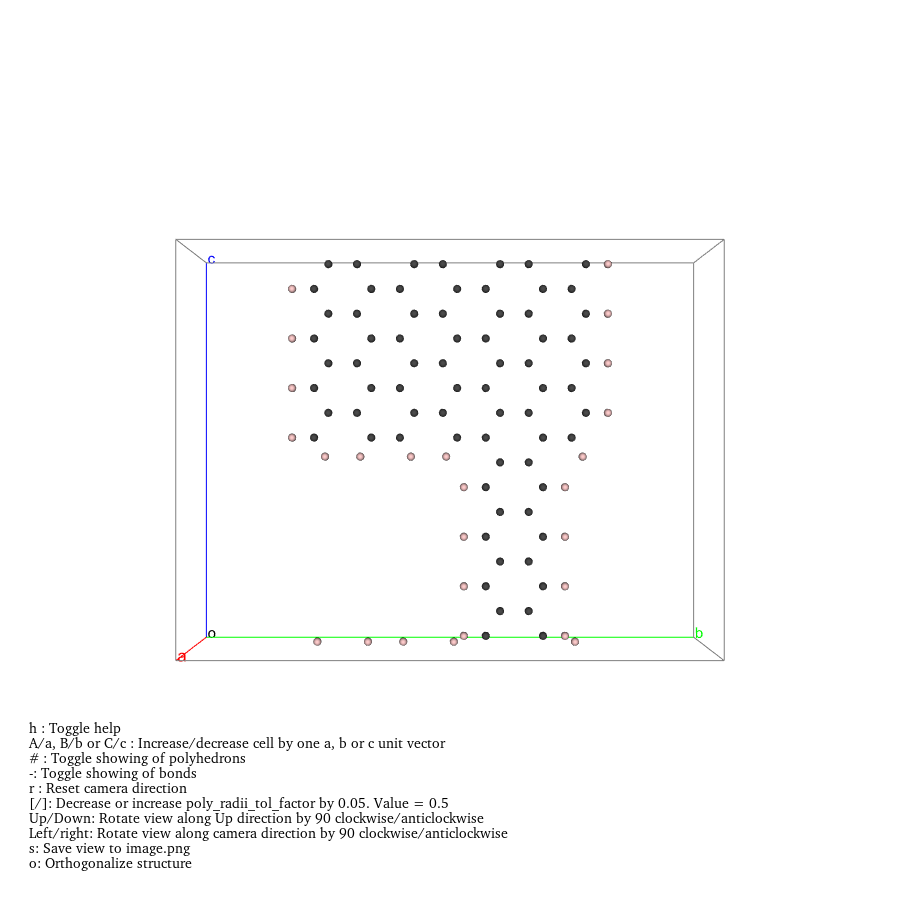 c
o
b
a
h : Toggle help
A/a, B/b or C/c : Increase/decrease cell by one a, b or c unit vector
# : Toggle showing of polyhedrons
-: Toggle showing of bonds
r : Reset camera direction
[/]: Decrease or increase poly_radii_tol_factor by 0.05. Value = 0.5
Up/Down: Rotate view along Up direction by 90 clockwise/anticlockwise
Left/right: Rotate view along camera direction by 90 clockwise/anticlockwise
s: Save view to image.png
o: Orthogonalize structure